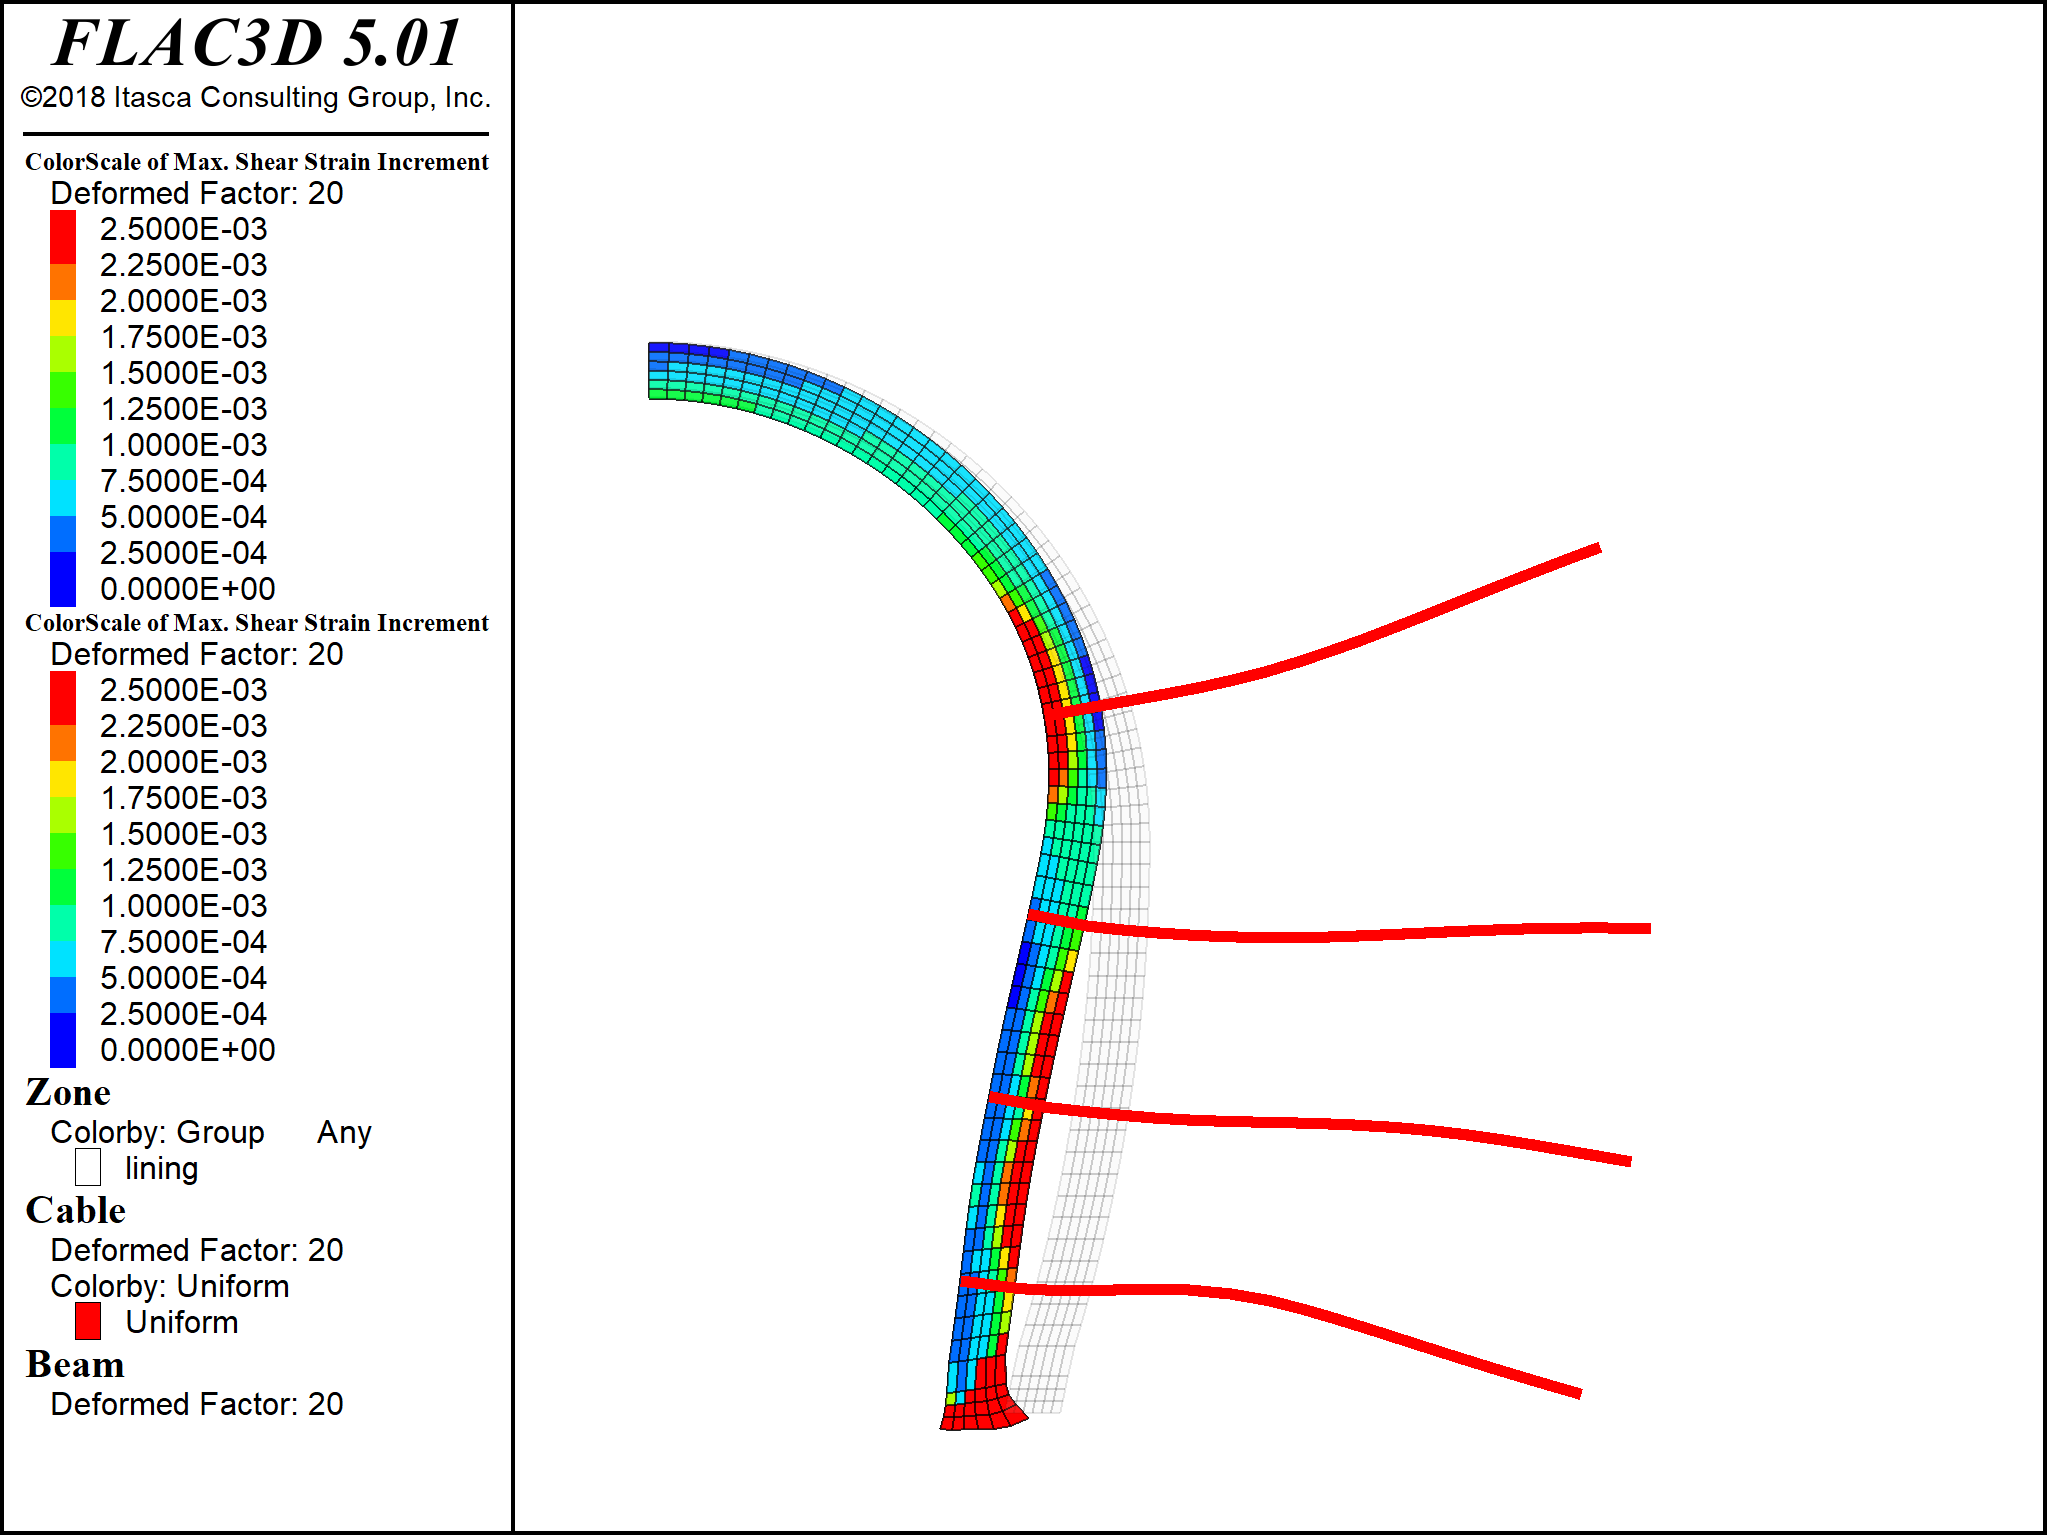 FLAC3D 5.01
©2018 Itasca Consulting Group, Inc.
ColorScale of Max. Shear Strain Increment
Deformed Factor: 20
2.5000E-03
2.2500E-03
2.0000E-03
1.7500E-03
1.5000E-03
1.2500E-03
1.0000E-03
7.5000E-04
5.0000E-04
2.5000E-04
0.0000E+00
ColorScale of Max. Shear Strain Increment
Deformed Factor: 20
2.5000E-03
2.2500E-03
2.0000E-03
1.7500E-03
1.5000E-03
1.2500E-03
1.0000E-03
7.5000E-04
5.0000E-04
2.5000E-04
0.0000E+00
Zone
Colorby: Group Any
lining
Cable
Deformed Factor: 20
Colorby: Uniform
Uniform
Beam
Deformed Factor: 20